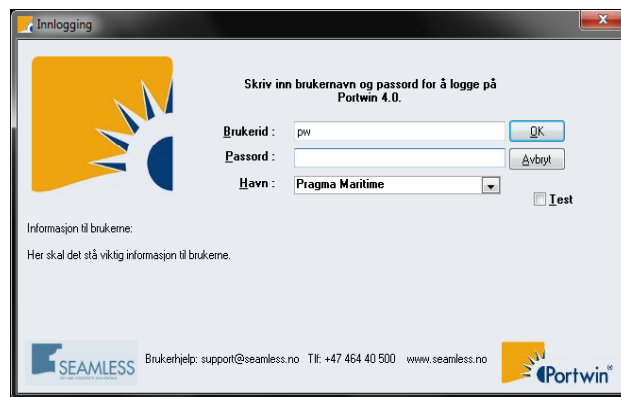 Innlogging
Skriv inn brukernavn og passord for å logge på
Portwin 4.0.
Brukerid : pw
OK
Passord :
Avbryt
Havn : Pragma Maritime
Test
Informasjon til brukerne:
Her skal det stå viktig informasjon til brukerne.
SEAMLESS
Brukerhjelp: support@seamless.no Tlf: +47 464 40 500 www.seamless.no
Portwin®